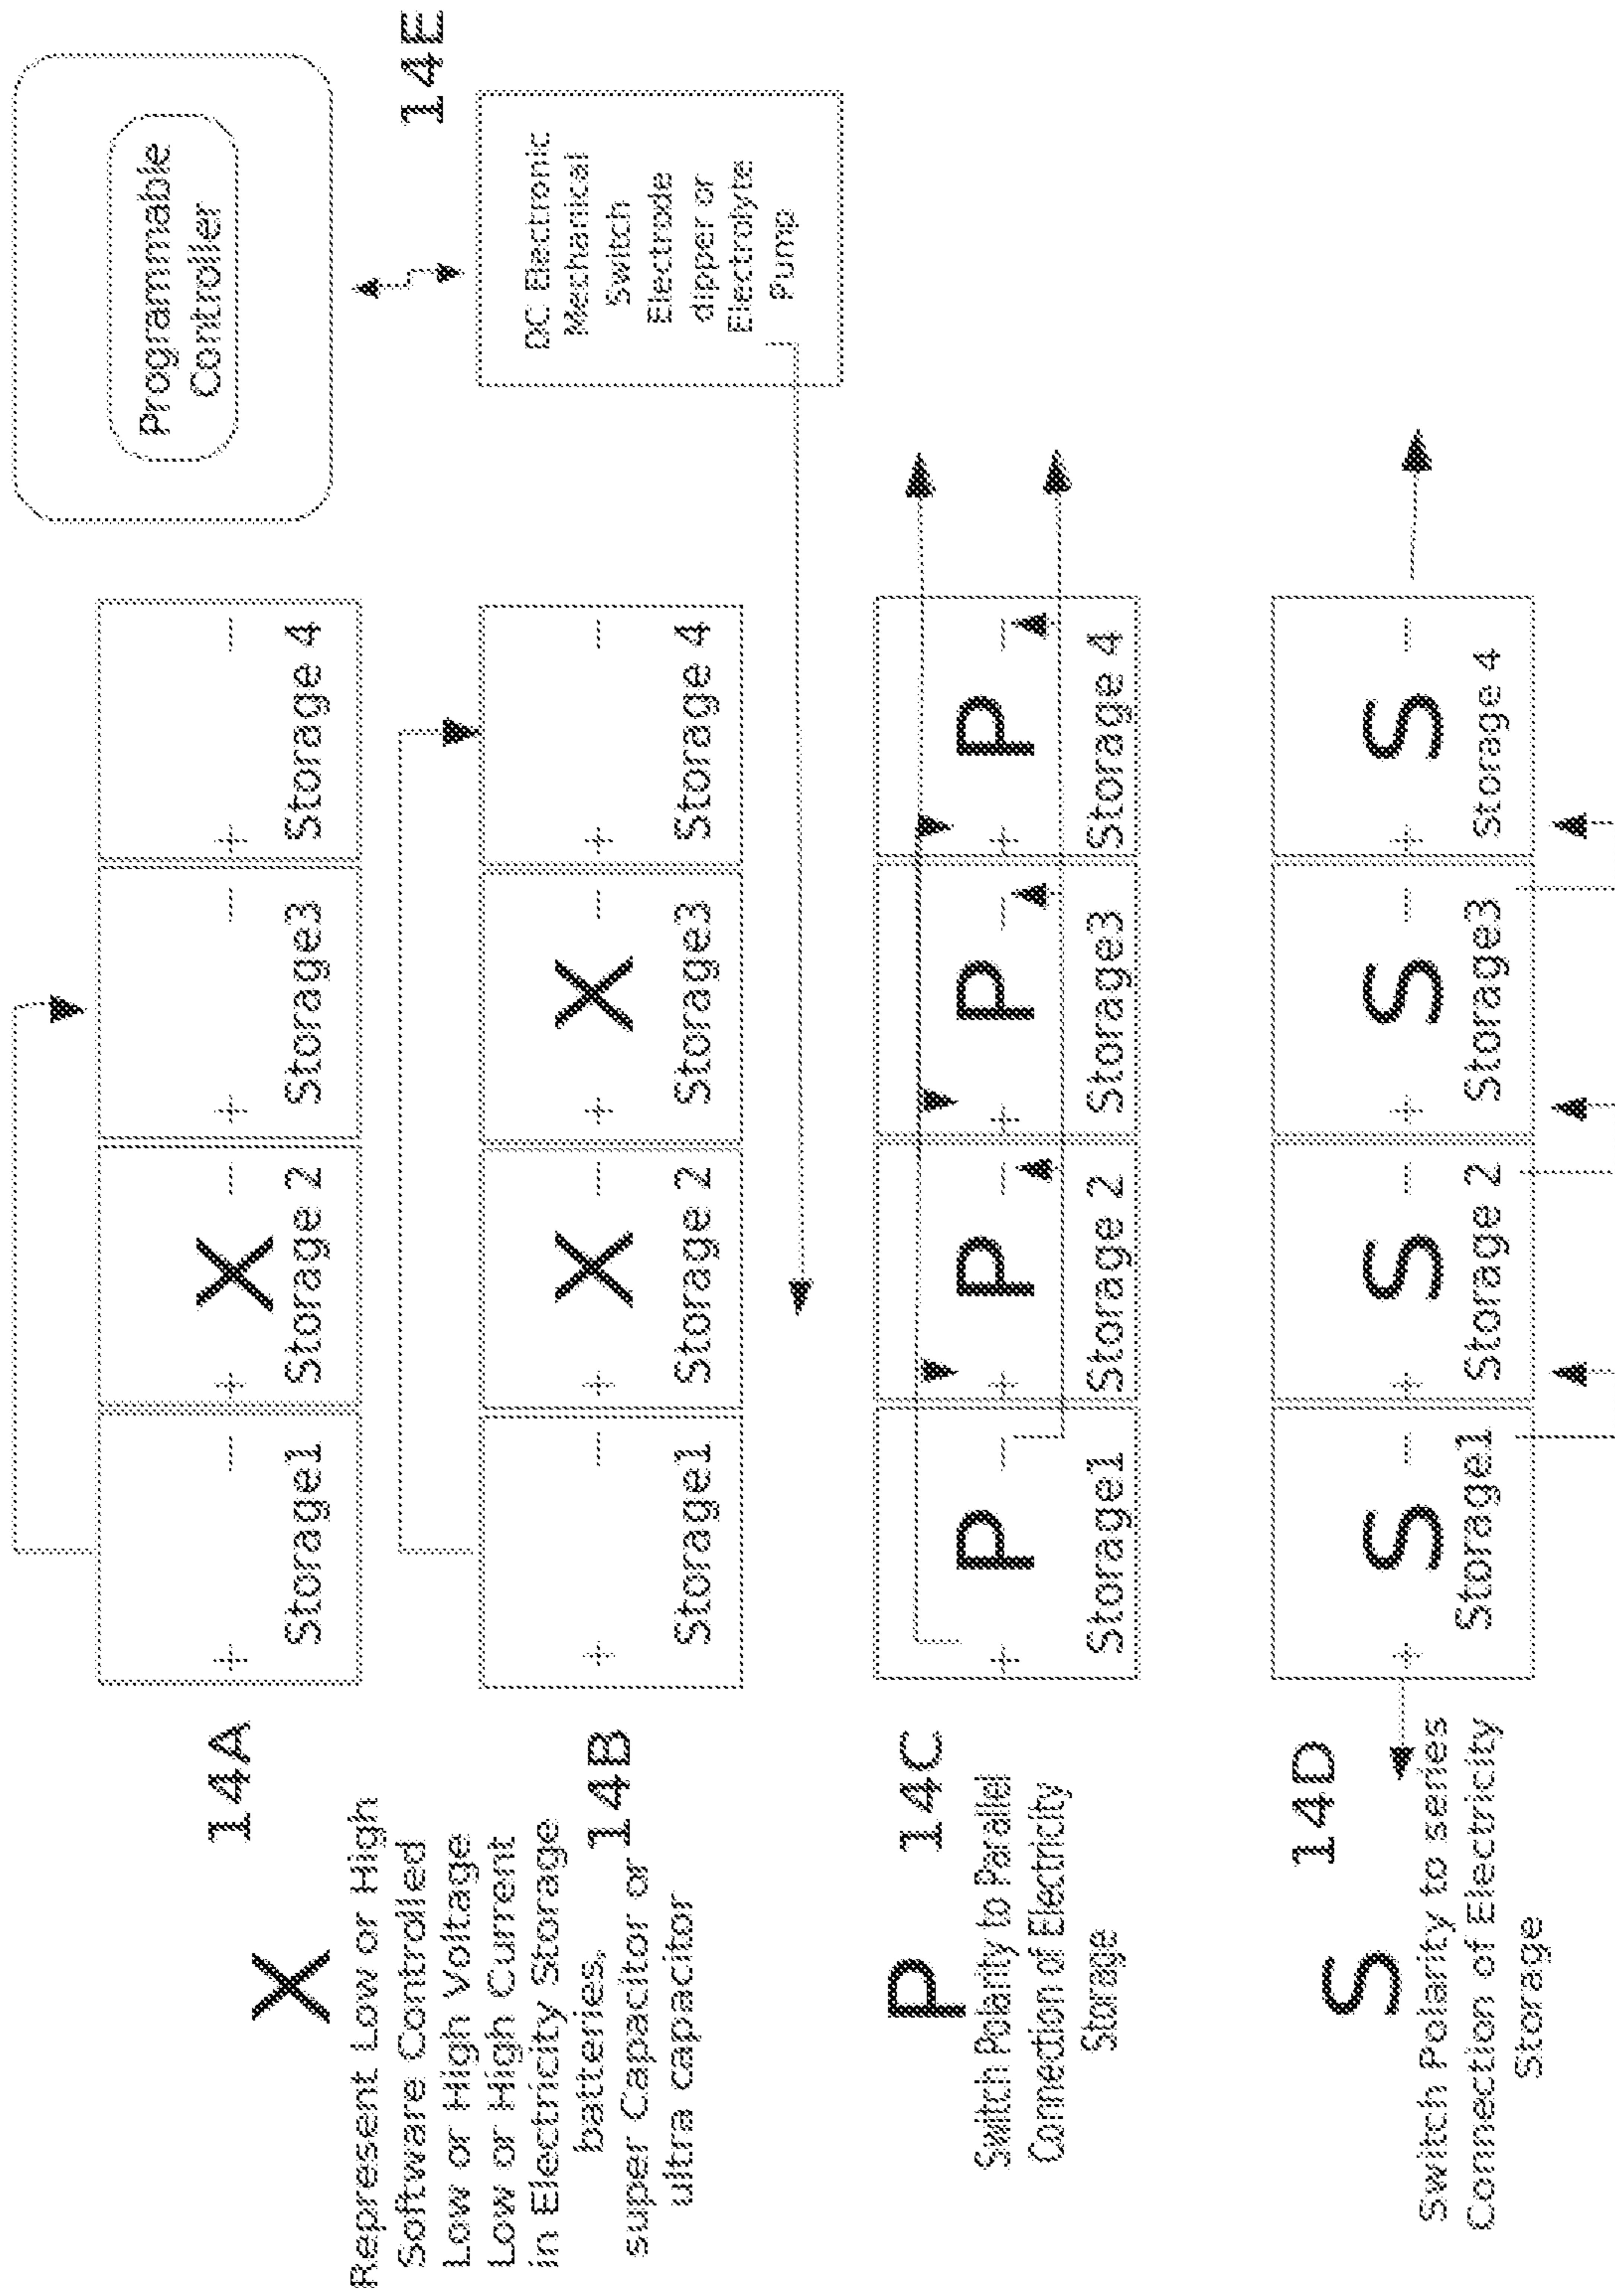 Programmable
Controller
14E
DC Electronic
Mechanical
Switch
Electrode
dipper or
Electrolyte
Pump
14A
+ — + X — + — + —
Storage1 Storage 2 Storage3 Storage 4
X
Represent Low or High
Software Controlled
Low or High Voltage
Low or High Current
in Electricity Storage
batteries.
super Capacitor or
ultra capacitor
14B
+ — + X — + X — + —
Storage1 Storage 2 Storage3 Storage 4
P 14C
Switch Polarity to Parallel
Connection of Electricity
Storage
+ P — + P — + P — + P —
Storage1 Storage 2 Storage3 Storage 4
S 14D
Switch Polarity to series
Connection of Electricity
Storage
+ S — + S — + S — + S —
Storage1 Storage 2 Storage3 Storage 4